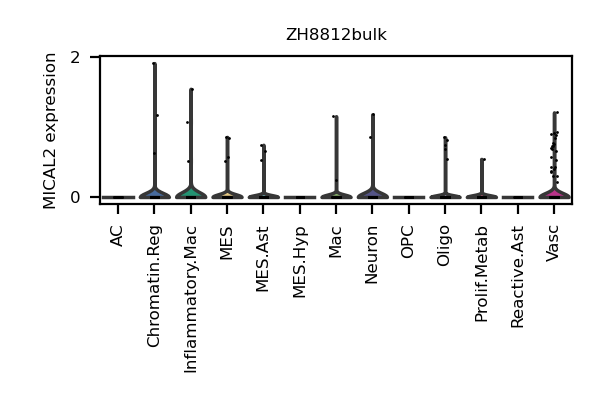 ZH8812bulk
MICAL2 expression
2
0
AC
Chromatin.Reg
Inflammatory.Mac
MES
MES.Ast
MES.Hyp
Mac
Neuron
OPC
Oligo
Prolif.Metab
Reactive.Ast
Vasc